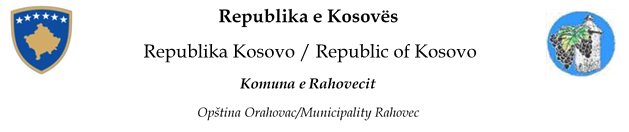 Republika e Kosovës
Republika Kosovo / Republic of Kosovo
Komuna e Rahovecit
Opština Orahovac/Municipality Rahovec